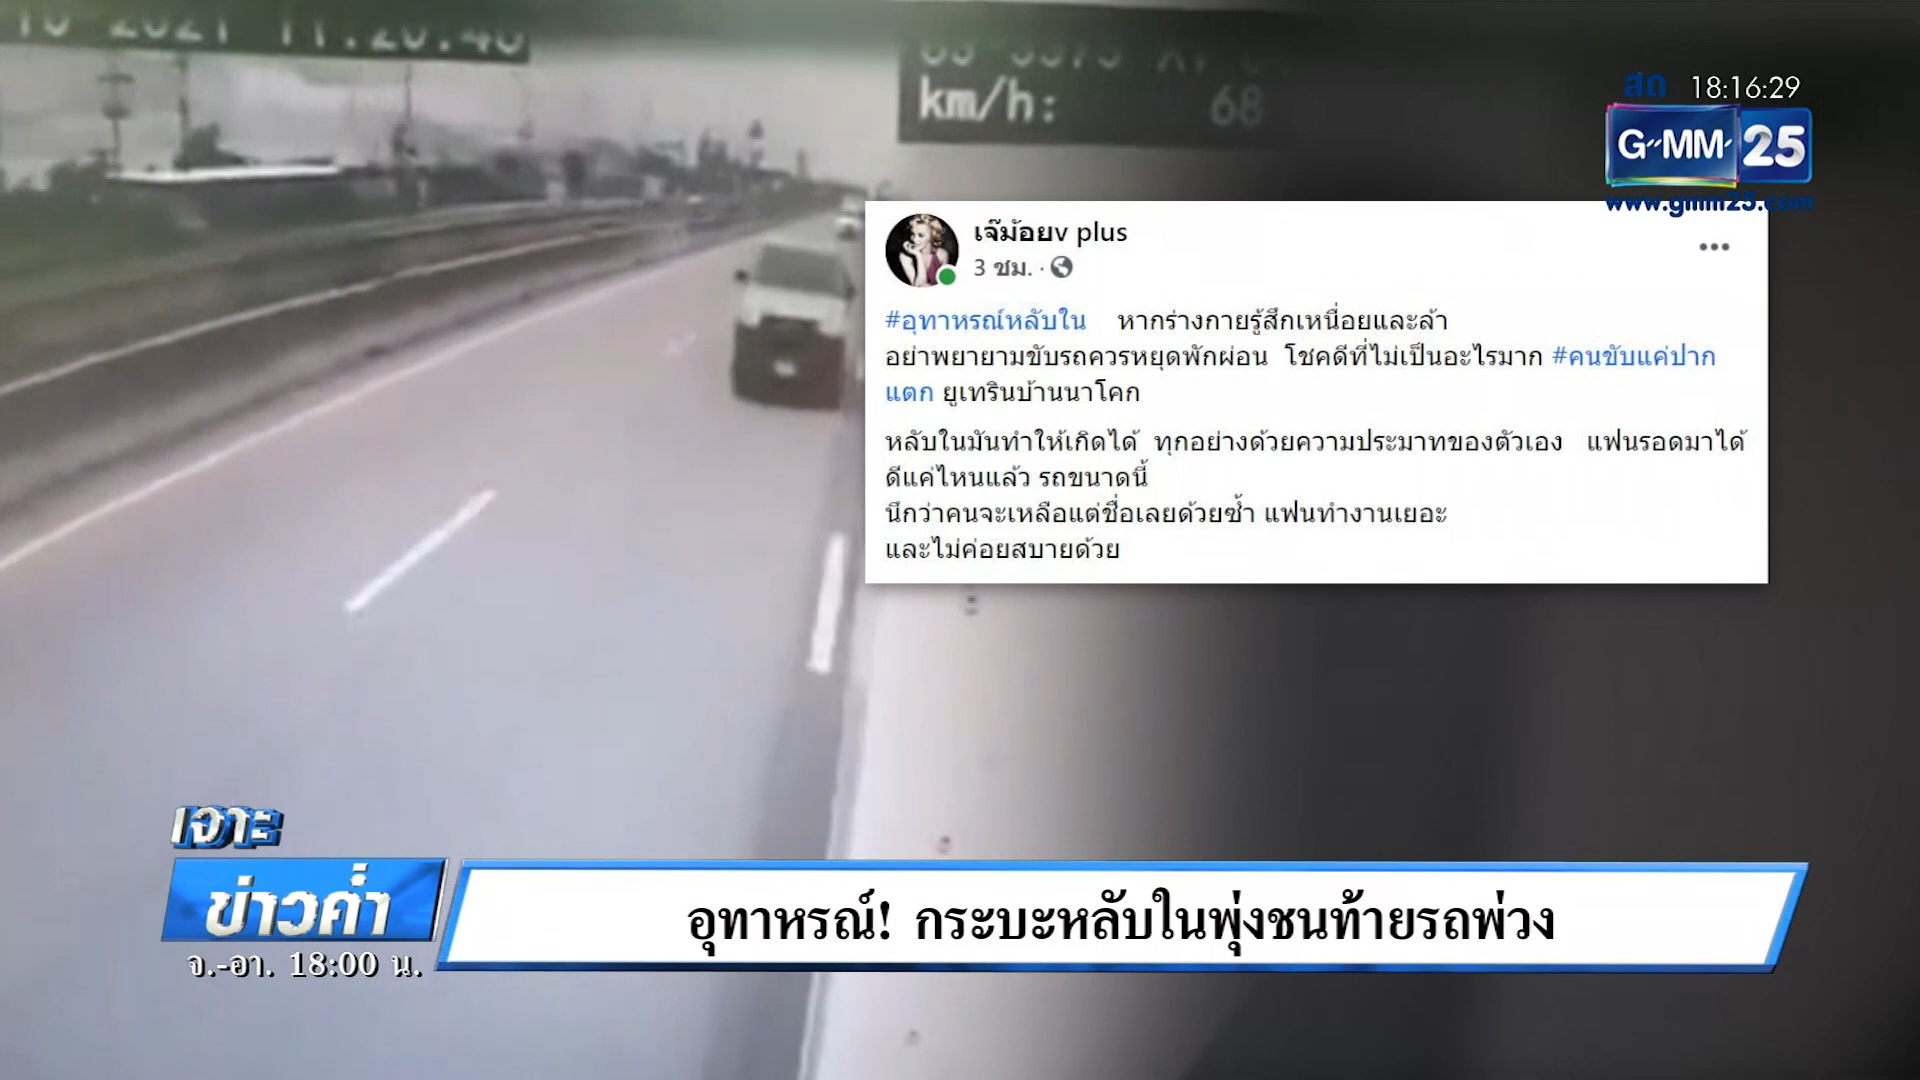 2021
km/h: 68
สด 18:16:29
G"MM' 25
www.gmm25.com
เจ๊ม้อยv plus
3 ชม.
#อุทาหรณ์หลับใน หากร่างกายรู้สึกเหนื่อยและล้า
อย่าพยายามขับรถควรหยุดพักผ่อน โชคดีที่ไม่เป็นอะไรมาก #คนขับแค่ปาก
แตก ยูเทรินบ้านนาโคก
หลับในมันทำให้เกิดได้ ทุกอย่างด้วยความประมาทของตัวเอง แฟนรอดมาได้
ดีแค่ไหนแล้ว รถขนาดนี้
นึกว่าคนจะเหลือแต่ชื่อเลยด้วยซ้ำ แฟนทำงานเยอะ
และไม่ค่อยสบายด้วย
เจาะ
ข่าวค่ำ
จ.-อา. 18:00 น.
อุทาหรณ์! กระบะหลับในพุ่งชนท้ายรถพ่วง